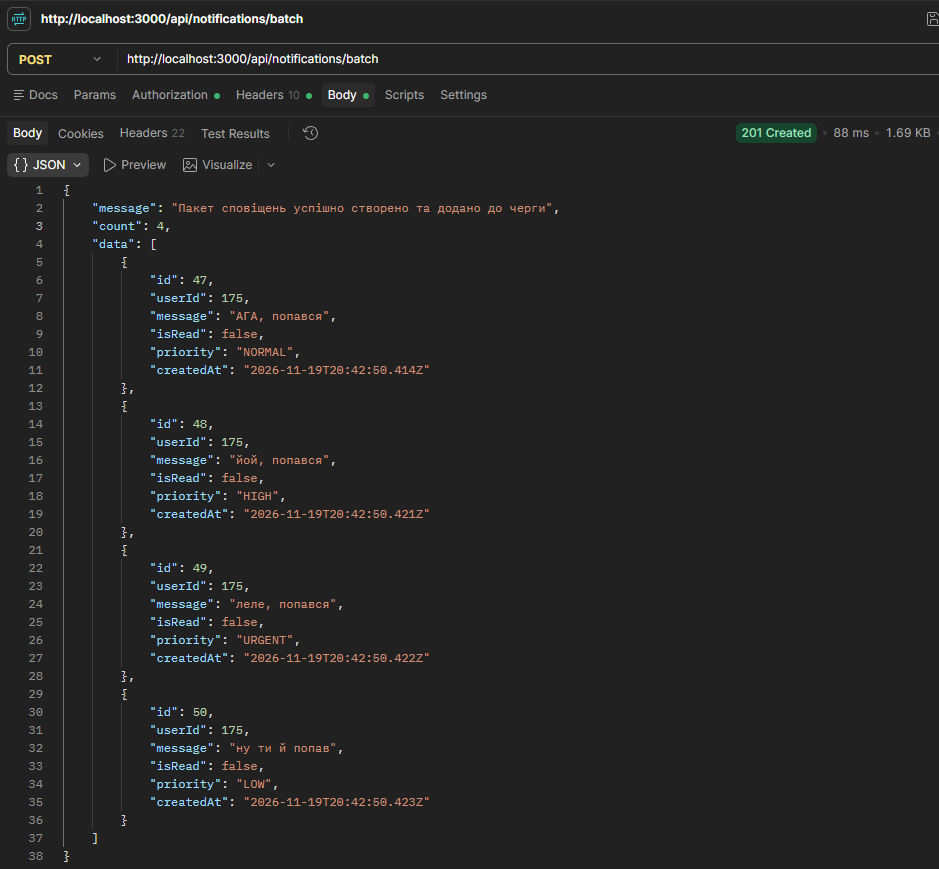 HTTP http://localhost:3000/api/notifications/batch
POST http://localhost:3000/api/notifications/batch
Docs Params Authorization Headers 10 Body Scripts Settings
Body Cookies Headers 22 Test Results 201 Created 88 ms 1.69 KB
{} JSON Preview Visualize
1 {
2 "message": "Пакет сповіщень успішно створено та додано до черги",
3 "count": 4,
4 "data": [
5 {
6 "id": 47,
7 "userId": 175,
8 "message": "АГА, попався",
9 "isRead": false,
10 "priority": "NORMAL",
11 "createdAt": "2026-11-19T20:42:50.414Z"
12 },
13 {
14 "id": 48,
15 "userId": 175,
16 "message": "йой, попався",
17 "isRead": false,
18 "priority": "HIGH",
19 "createdAt": "2026-11-19T20:42:50.421Z"
20 },
21 {
22 "id": 49,
23 "userId": 175,
24 "message": "леле, попався",
25 "isRead": false,
26 "priority": "URGENT",
27 "createdAt": "2026-11-19T20:42:50.422Z"
28 },
29 {
30 "id": 50,
31 "userId": 175,
32 "message": "ну ти й попав",
33 "isRead": false,
34 "priority": "LOW",
35 "createdAt": "2026-11-19T20:42:50.423Z"
36 }
37 ]
38 }